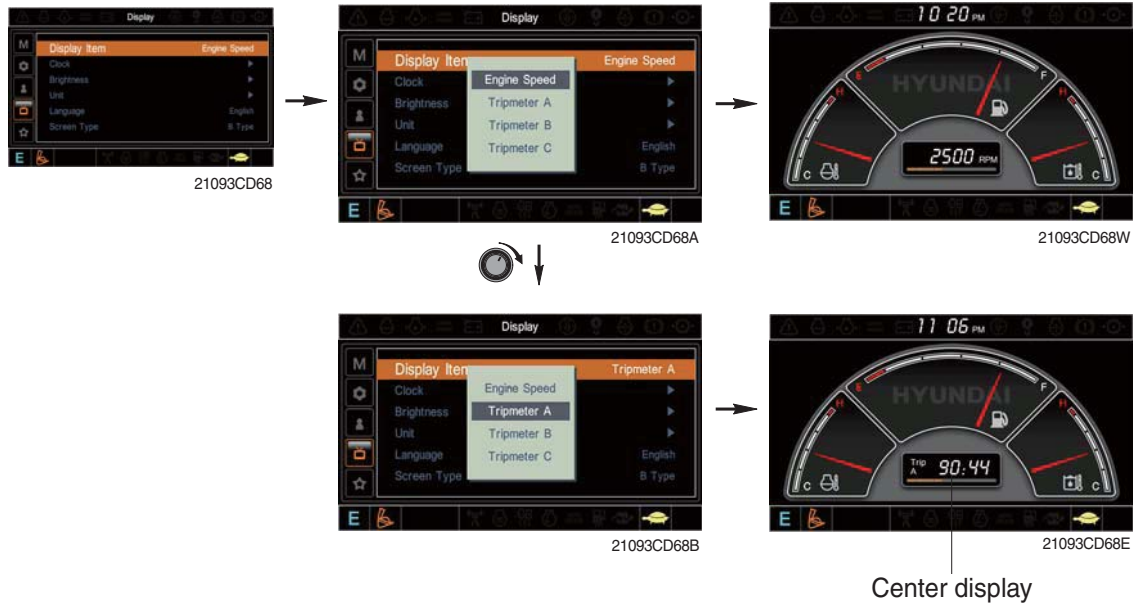 Display
M
Display Item Engine Speed
Clock
Brightness
Unit
Language English
Screen Type B Type
E
21093CD68
Display
M
Display Iten Engine Speed
Clock
Brightness
Unit
Language English
Screen Type B Type
Engine Speed
Tripmeter A
Tripmeter B
Tripmeter C
E
21093CD68A
10 20 PM
HYUNDAI
E F
H H
C C
2500 RPM
E
21093CD68W
Display
M
Display Iten Tripmeter A
Clock
Brightness
Unit
Language English
Screen Type B Type
Engine Speed
Tripmeter A
Tripmeter B
Tripmeter C
E
21093CD68B
11 06 PM
HYUNDAI
E F
H H
C C
Trip A 90:44
E
21093CD68E
Center display